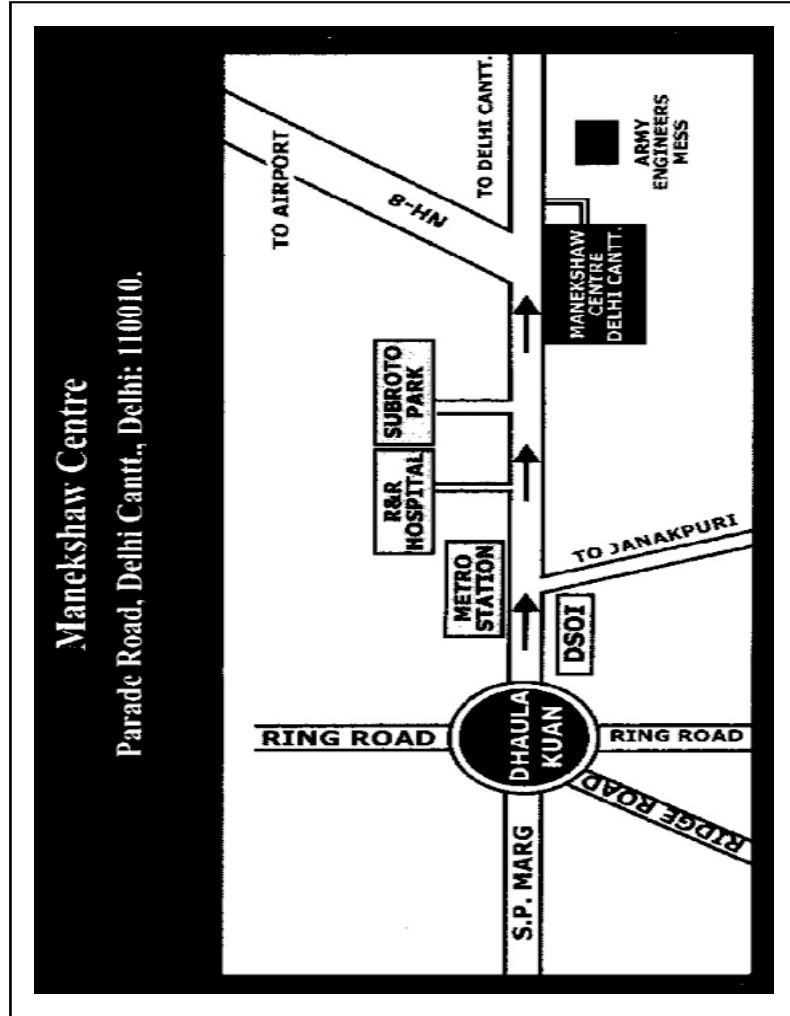 Manekshaw Centre
Parade Road, Delhi Cantt., Delhi: 110010.
TO AIRPORT
NH-8
TO DELHI CANTT.
ARMY
ENGINEERS
MESS
MANEKSHAW
CENTRE
DELHI CANTT.
SUBROTO
PARK
R&R
HOSPITAL
METRO
STATION
TO JANAKPURI
DSOI
RING ROAD
DHAULA
KUAN
RING ROAD
RIDGE ROAD
S.P. MARG